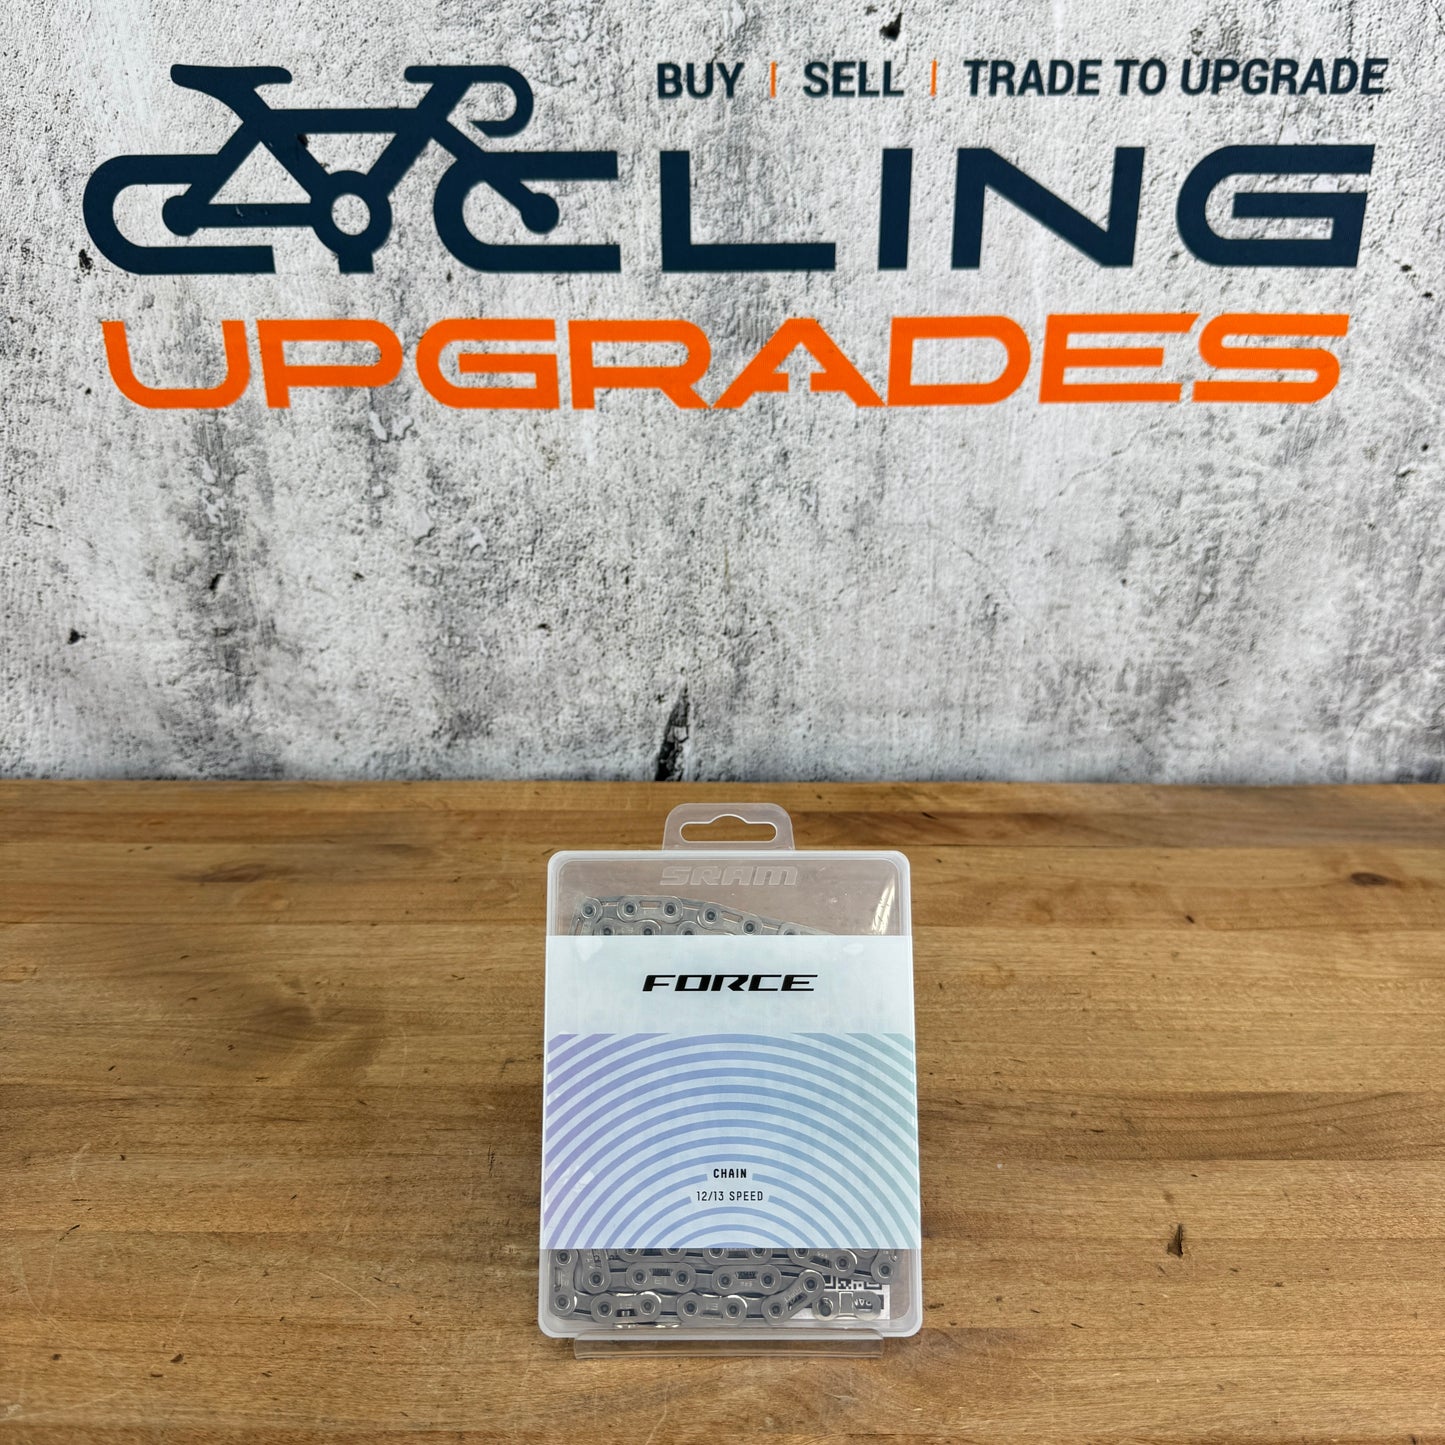 BUY | SELL | TRADE TO UPGRADE
CYCLING
UPGRADES
SRAM
FORCE
CHAIN
12/13 SPEED